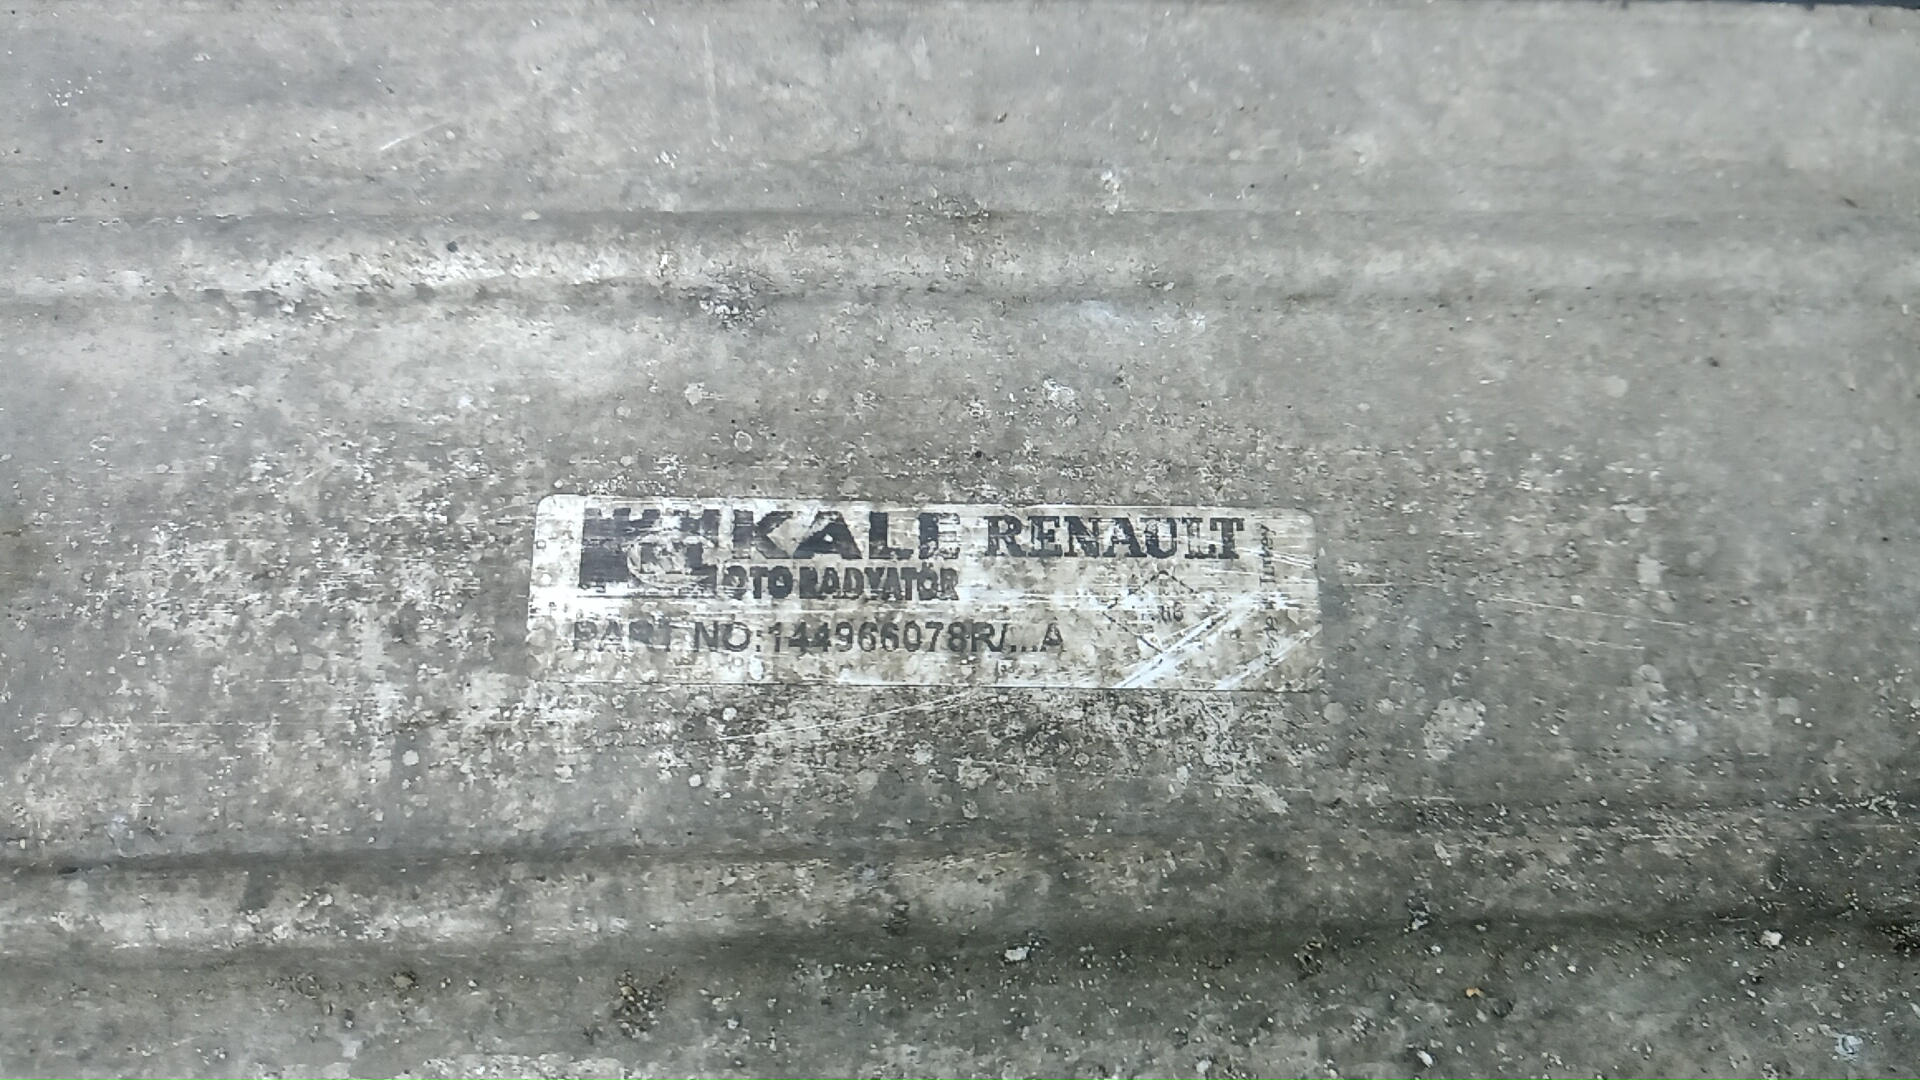 KALE RENAULT
OTO RADYATÖR
PART NO:144966078R/...A